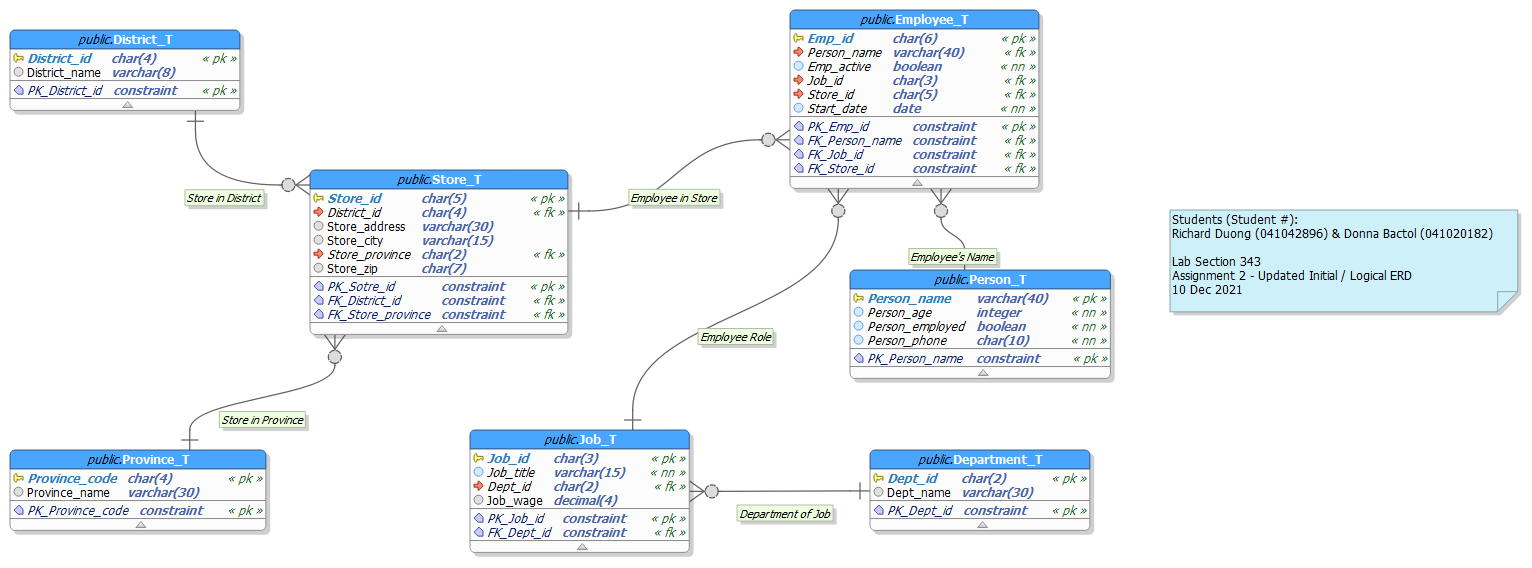 public.District_T
District_id char(4) « pk »
District_name varchar(8)
PK_District_id constraint « pk »
Store in District
public.Store_T
Store_id char(5) « pk »
District_id char(4) « fk »
Store_address varchar(30)
Store_city varchar(15)
Store_province char(2) « fk »
Store_zip char(7)
PK_Sotre_id constraint « pk »
FK_District_id constraint « fk »
FK_Store_province constraint « fk »
Employee in Store
public.Employee_T
Emp_id char(6) « pk »
Person_name varchar(40) « fk »
Emp_active boolean « nn »
Job_id char(3) « fk »
Store_id char(5) « fk »
Start_date date « nn »
PK_Emp_id constraint « pk »
FK_Person_name constraint « fk »
FK_Job_id constraint « fk »
FK_Store_id constraint « fk »
Students (Student #):
Richard Duong (041042896) & Donna Bactol (041020182)
Lab Section 343
Assignment 2 - Updated Initial / Logical ERD
10 Dec 2021
Employee's Name
public.Person_T
Person_name varchar(40) « pk »
Person_age integer « nn »
Person_employed boolean « nn »
Person_phone char(10) « nn »
PK_Person_name constraint « pk »
Employee Role
Store in Province
public.Province_T
Province_code char(4) « pk »
Province_name varchar(30)
PK_Province_code constraint « pk »
public.Job_T
Job_id char(3) « pk »
Job_title varchar(15) « nn »
Dept_id char(2) « fk »
Job_wage decimal(4)
PK_Job_id constraint « pk »
FK_Dept_id constraint « fk »
Department of Job
public.Department_T
Dept_id char(2) « pk »
Dept_name varchar(30)
PK_Dept_id constraint « pk »